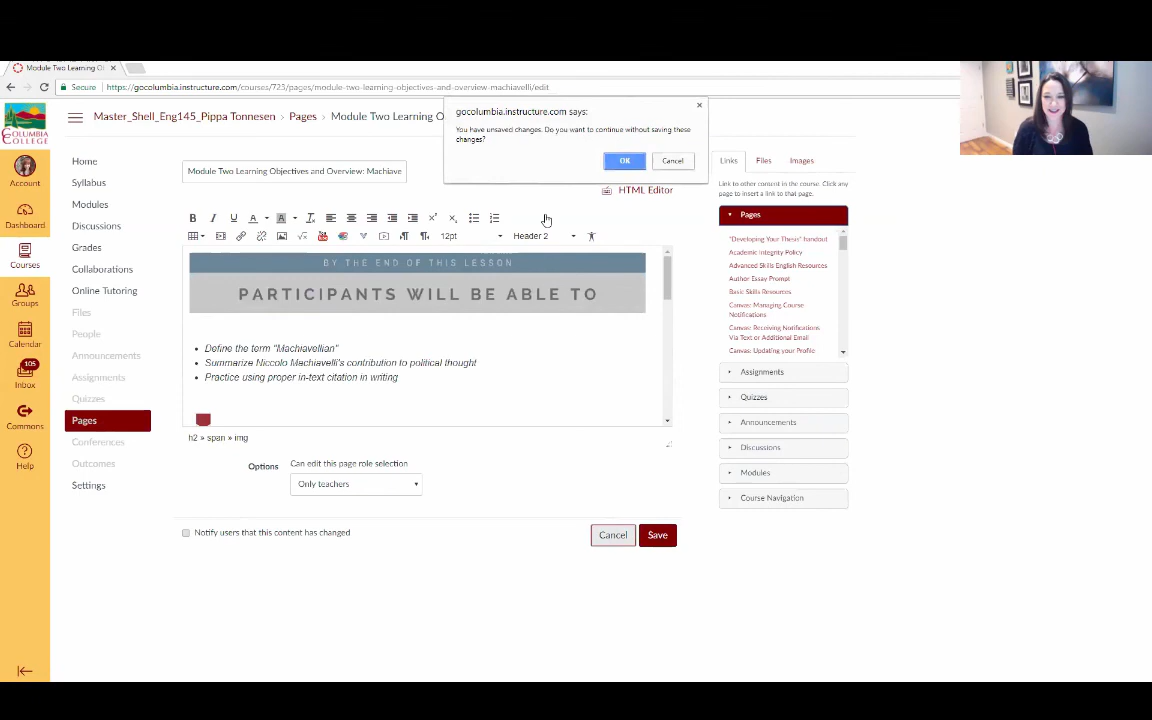 Module Two Learning Ol
Secure
https://gocolumbia.instructure.com/courses/723/pages/module-two-learning-objectives-and-overview-machiavelli/edit
gocolumbia.instructure.com says:
You have unsaved changes. Do you want to continue without saving these
changes?
OK
Cancel
COLUMBIA
COLLEGE
Account
Dashboard
Courses
Groups
Calendar
105
Inbox
Commons
Help
Master_Shell_Eng145_Pippa Tonnesen
Pages
Module Two Learning O
Home
Syllabus
Modules
Discussions
Grades
Collaborations
Online Tutoring
Files
People
Announcements
Assignments
Quizzes
Pages
Conferences
Outcomes
Settings
Module Two Learning Objectives and Overview: Machiave
HTML Editor
12pt
Header 2
BY THE END OF THIS LESSON
PARTICIPANTS WILL BE ABLE TO
Define the term "Machiavellian"
Summarize Niccolo Machiavelli's contribution to political thought
Practice using proper in-text citation in writing
h2 » span » img
Options
Can edit this page role selection
Only teachers
Notify users that this content has changed
Cancel
Save
Links
Files
Images
Link to other content in the course. Click any
page to insert a link to that page.
Pages
"Developing Your Thesis" handout
Academic Integrity Policy
Advanced Skills English Resources
Author Essay Prompt
Basic Skills Resources
Canvas: Managing Course
Notifications
Canvas: Receiving Notifications
Via Text or Additional Email
Canvas: Updating your Profile
Assignments
Quizzes
Announcements
Discussions
Modules
Course Navigation